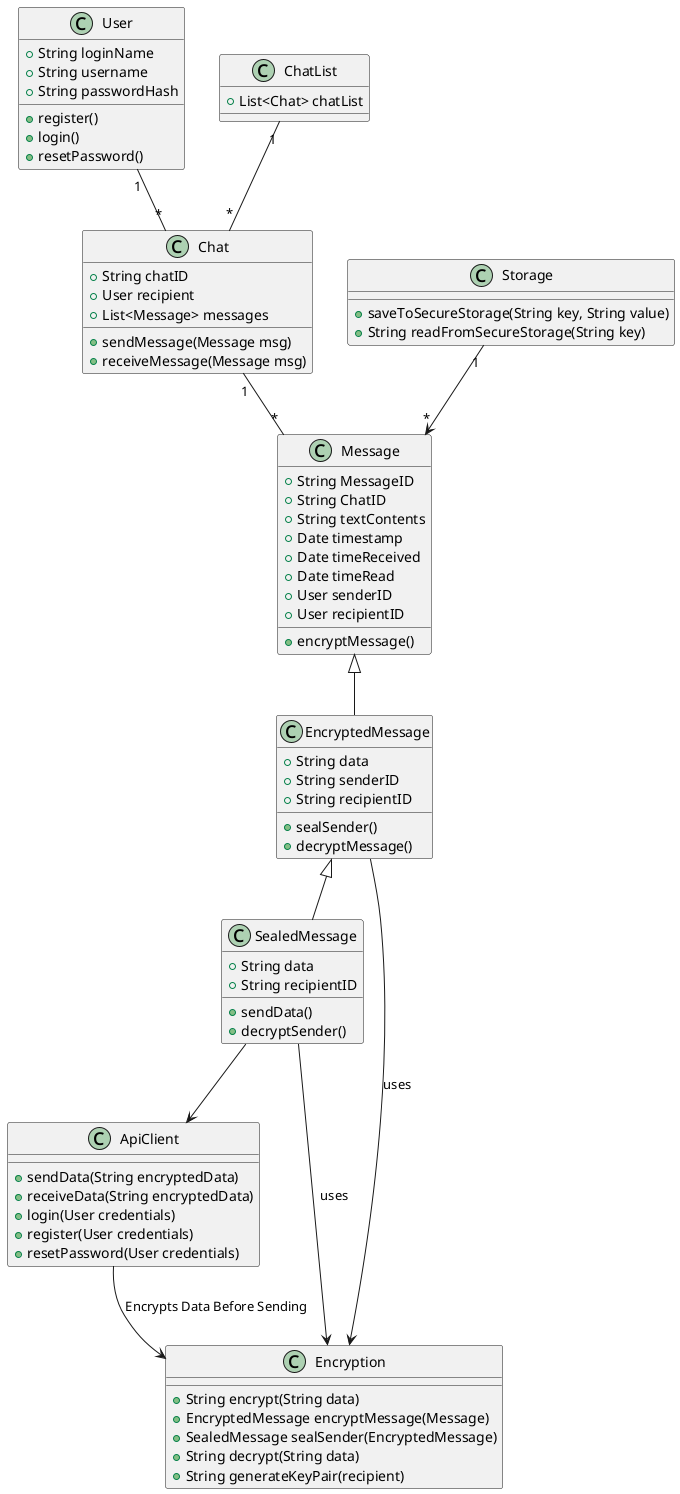 C User
+ String loginName
+ String username
+ String passwordHash
+ register()
+ login()
+ resetPassword()
C ChatList
+ List<Chat> chatList
1
*
1
*
C Chat
+ String chatID
+ User recipient
+ List<Message> messages
+ sendMessage(Message msg)
+ receiveMessage(Message msg)
C Storage
+ saveToSecureStorage(String key, String value)
+ String readFromSecureStorage(String key)
1
*
1
*
C Message
+ String MessageID
+ String ChatID
+ String textContents
+ Date timestamp
+ Date timeReceived
+ Date timeRead
+ User senderID
+ User recipientID
+ encryptMessage()
C EncryptedMessage
+ String data
+ String senderID
+ String recipientID
+ sealSender()
+ decryptMessage()
C SealedMessage
+ String data
+ String recipientID
+ sendData()
+ decryptSender()
uses
C ApiClient
+ sendData(String encryptedData)
+ receiveData(String encryptedData)
+ login(User credentials)
+ register(User credentials)
+ resetPassword(User credentials)
uses
Encrypts Data Before Sending
C Encryption
+ String encrypt(String data)
+ EncryptedMessage encryptMessage(Message)
+ SealedMessage sealSender(EncryptedMessage)
+ String decrypt(String data)
+ String generateKeyPair(recipient)